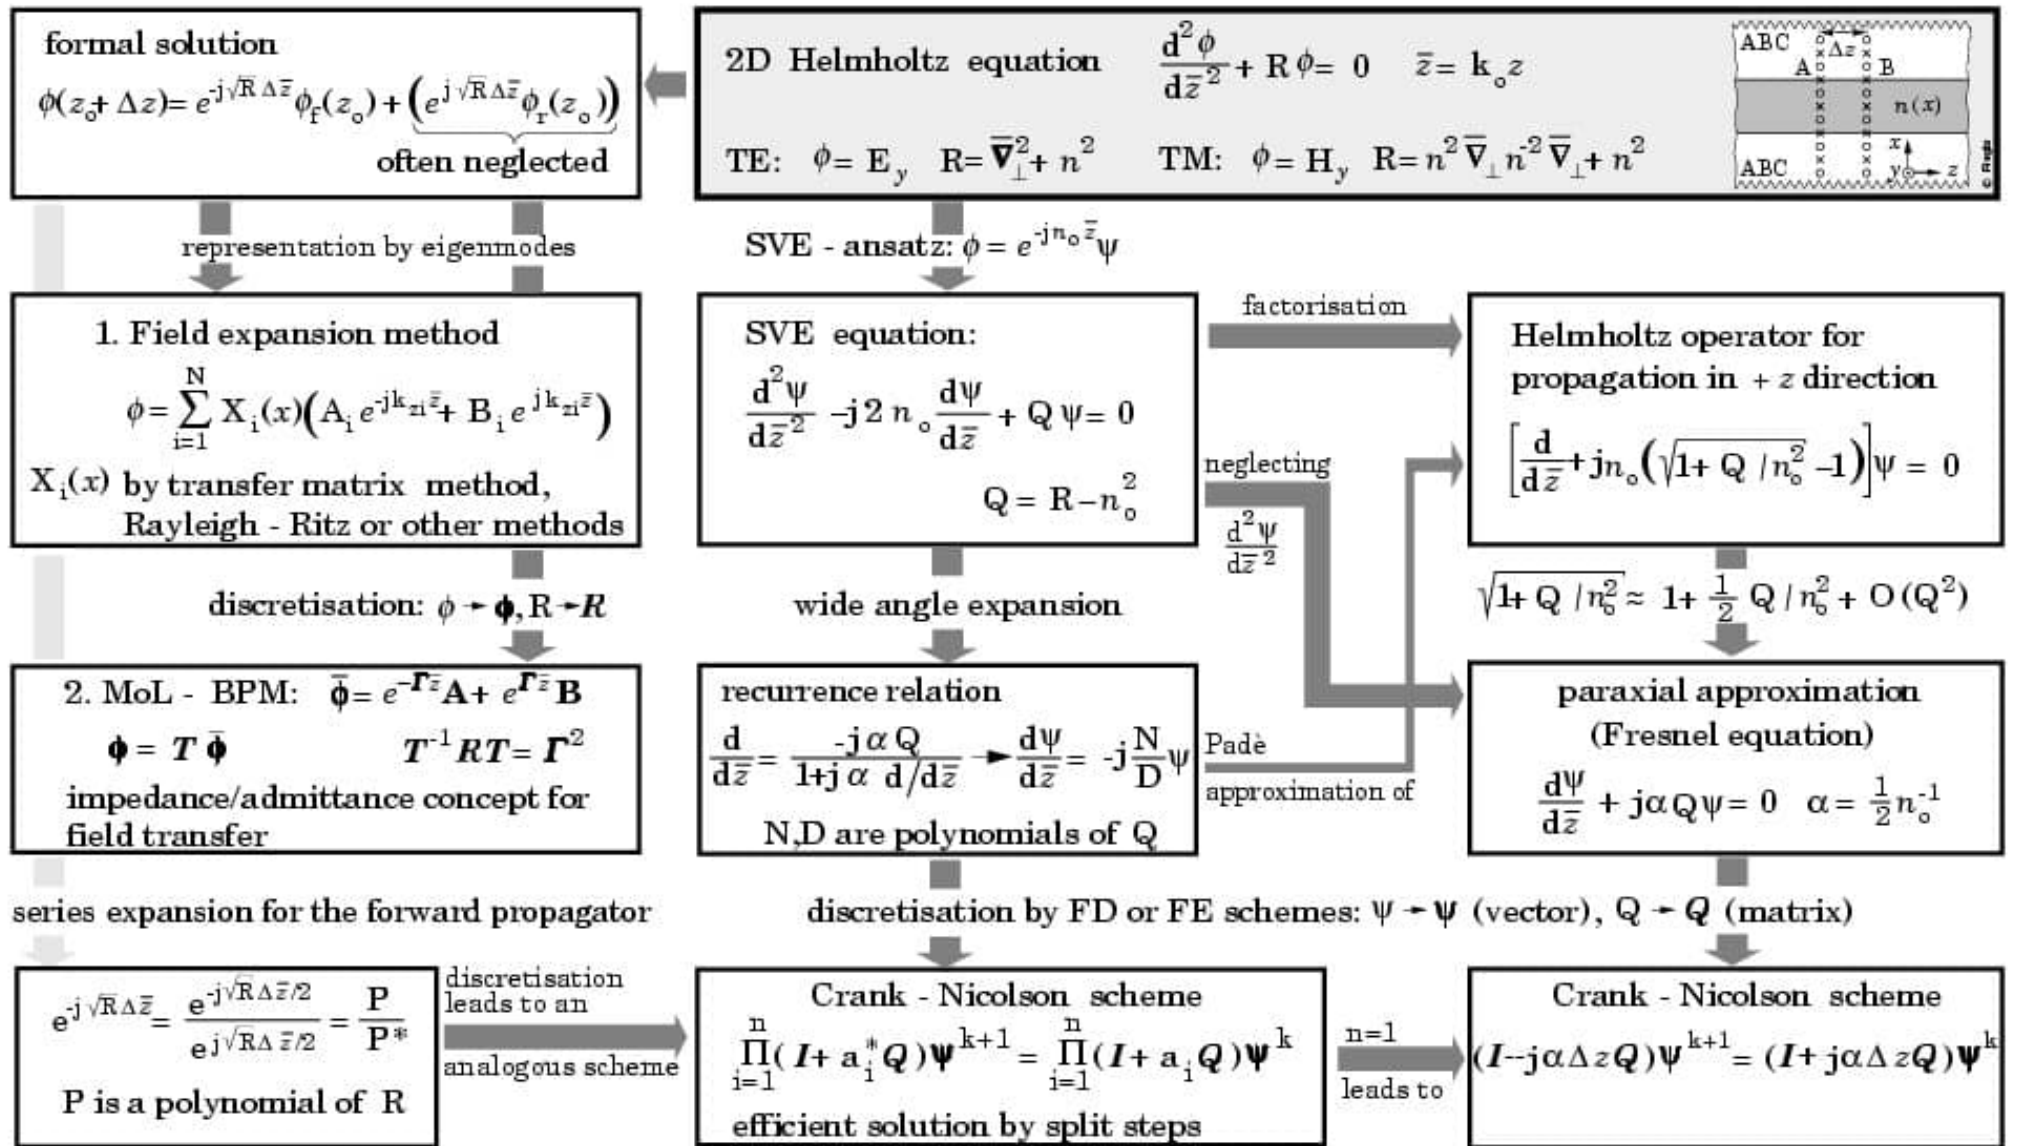 formal solution
ϕ(z₀+ Δz)= e^{-j√R Δz̄}ϕ_f(z₀) + (e^{j√R Δz̄}ϕ_r(z₀))
often neglected
2D Helmholtz equation d²ϕ/dz̄² + Rϕ= 0 z̄= k₀z
TE: ϕ= E_y R= ∇̄⊥²+ n² TM: ϕ= H_y R= n² ∇̄⊥ n⁻² ∇̄⊥+ n²
ABC
Δz
A B
n(x)
x
ABC
y z
representation by eigenmodes
SVE - ansatz: ϕ = e^{-jn₀z̄}ψ
1. Field expansion method
ϕ= ∑_{i=1}^{N} X_i(x)(A_i e^{-jk_{zi}z̄}+ B_i e^{jk_{zi}z̄})
X_i(x) by transfer matrix method,
Rayleigh - Ritz or other methods
SVE equation:
d²ψ/dz̄² -j2n₀ dψ/dz̄ + Qψ= 0
Q = R−n₀²
factorisation
neglecting
d²ψ/dz̄²
Helmholtz operator for
propagation in + z direction
[d/dz̄ + jn₀(√(1+ Q /n₀²) -1)]ψ = 0
discretisation: ϕ → 𝛟, R → 𝑹
wide angle expansion
√(1+ Q /n₀²) ≈ 1+ 1/2 Q/n₀² + O(Q²)
2. MoL - BPM: 𝛟̄= e^{-𝜞z̄}A+ e^{𝜞z̄}B
𝛟= T𝛟̄ T⁻¹RT= 𝜞²
impedance/admittance concept for
field transfer
recurrence relation
d/dz̄ = -jαQ/(1+jα d/dz̄) → dψ/dz̄ = -j N/D ψ
N,D are polynomials of Q
Padè
approximation of
paraxial approximation
(Fresnel equation)
dψ/dz̄ + jαQψ= 0 α= 1/2 n₀⁻¹
series expansion for the forward propagator
discretisation by FD or FE schemes: ψ → 𝛙 (vector), Q → 𝑸 (matrix)
e^{-j√R Δz̄} = e^{-j√R Δz̄/2}/e^{j√R Δz̄/2} = P/P*
P is a polynomial of R
discretisation
leads to an
analogous scheme
Crank - Nicolson scheme
∏_{i=1}^{n}(I+ a_i*Q)𝛙^{k+1} = ∏_{i=1}^{n}(I+ a_iQ)𝛙^k
efficient solution by split steps
n=1
leads to
Crank - Nicolson scheme
(I--jαΔzQ)𝛙^{k+1}= (I+ jαΔzQ)𝛙^k